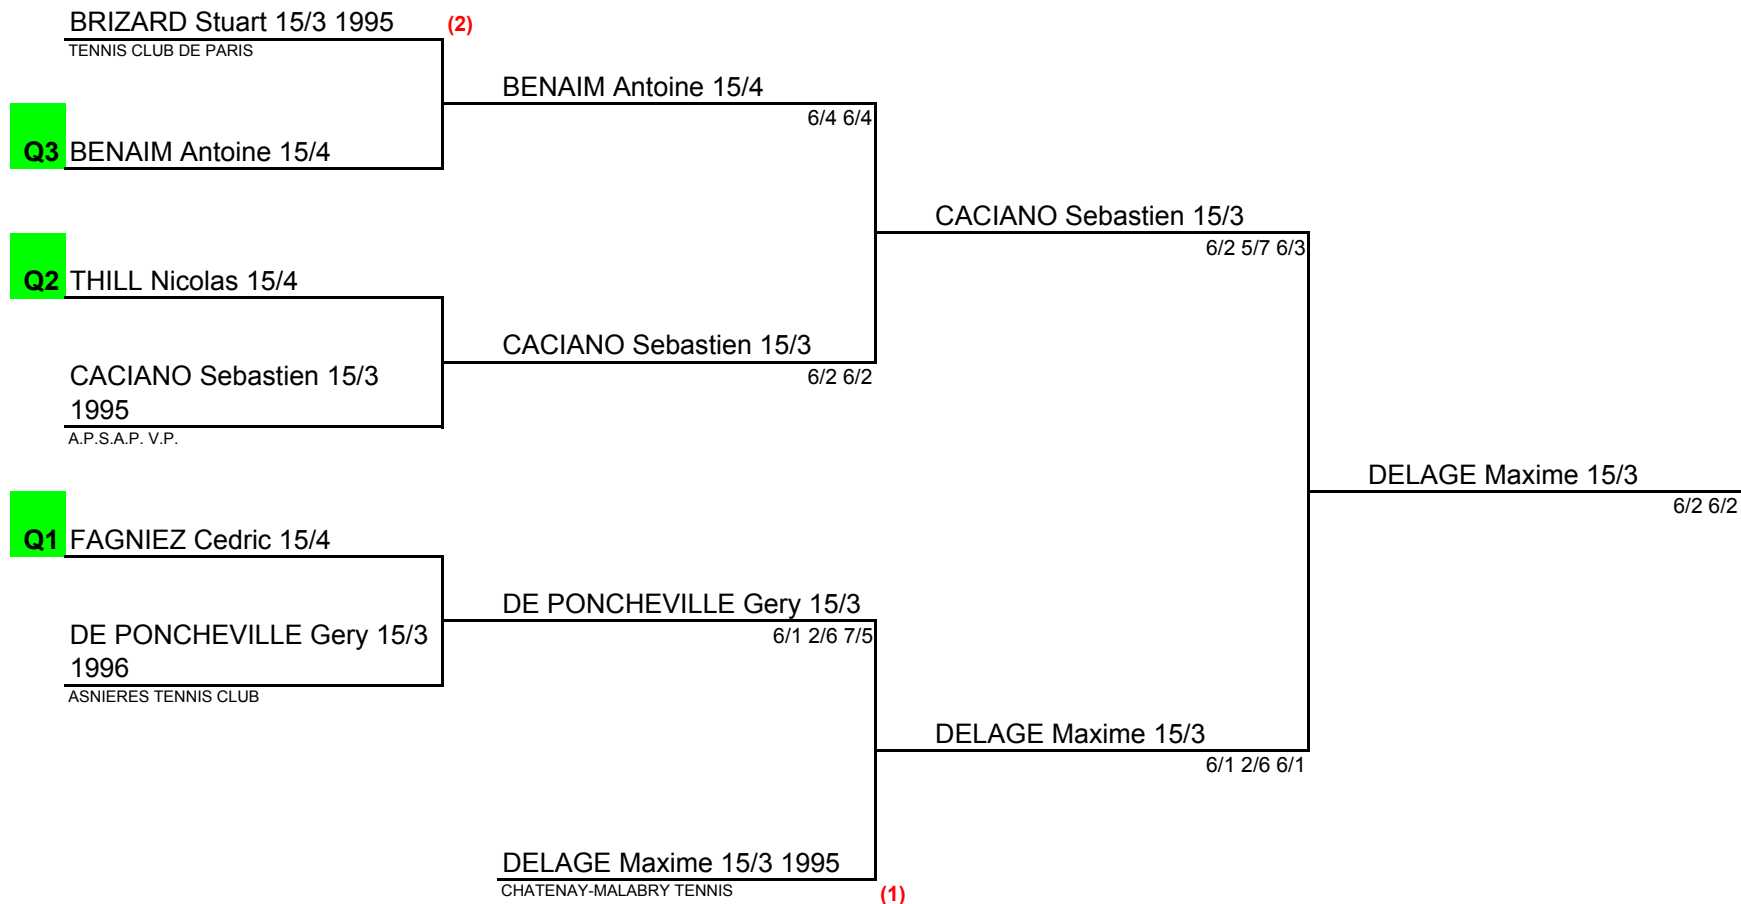 BRIZARD Stuart 15/3 1995
(2)
TENNIS CLUB DE PARIS
BENAIM Antoine 15/4
6/4 6/4
Q3 BENAIM Antoine 15/4
CACIANO Sebastien 15/3
6/2 5/7 6/3
Q2 THILL Nicolas 15/4
CACIANO Sebastien 15/3
6/2 6/2
CACIANO Sebastien 15/3
1995
A.P.S.A.P. V.P.
DELAGE Maxime 15/3
6/2 6/2
Q1 FAGNIEZ Cedric 15/4
DE PONCHEVILLE Gery 15/3
6/1 2/6 7/5
DE PONCHEVILLE Gery 15/3
1996
ASNIERES TENNIS CLUB
DELAGE Maxime 15/3
6/1 2/6 6/1
DELAGE Maxime 15/3 1995
CHATENAY-MALABRY TENNIS
(1)